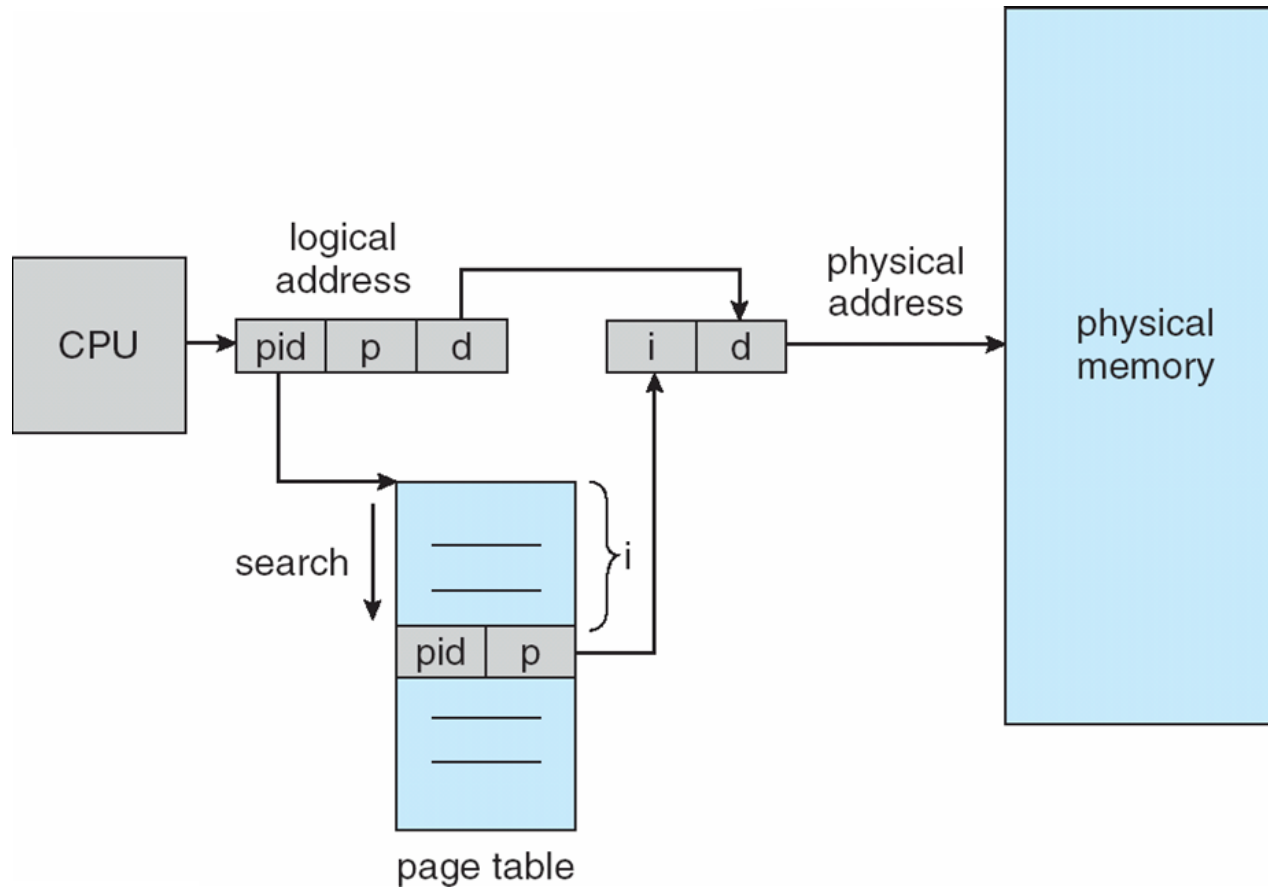 logical
address
physical
address
CPU
pid
p
d
i
d
physical
memory
search
i
pid
p
page table